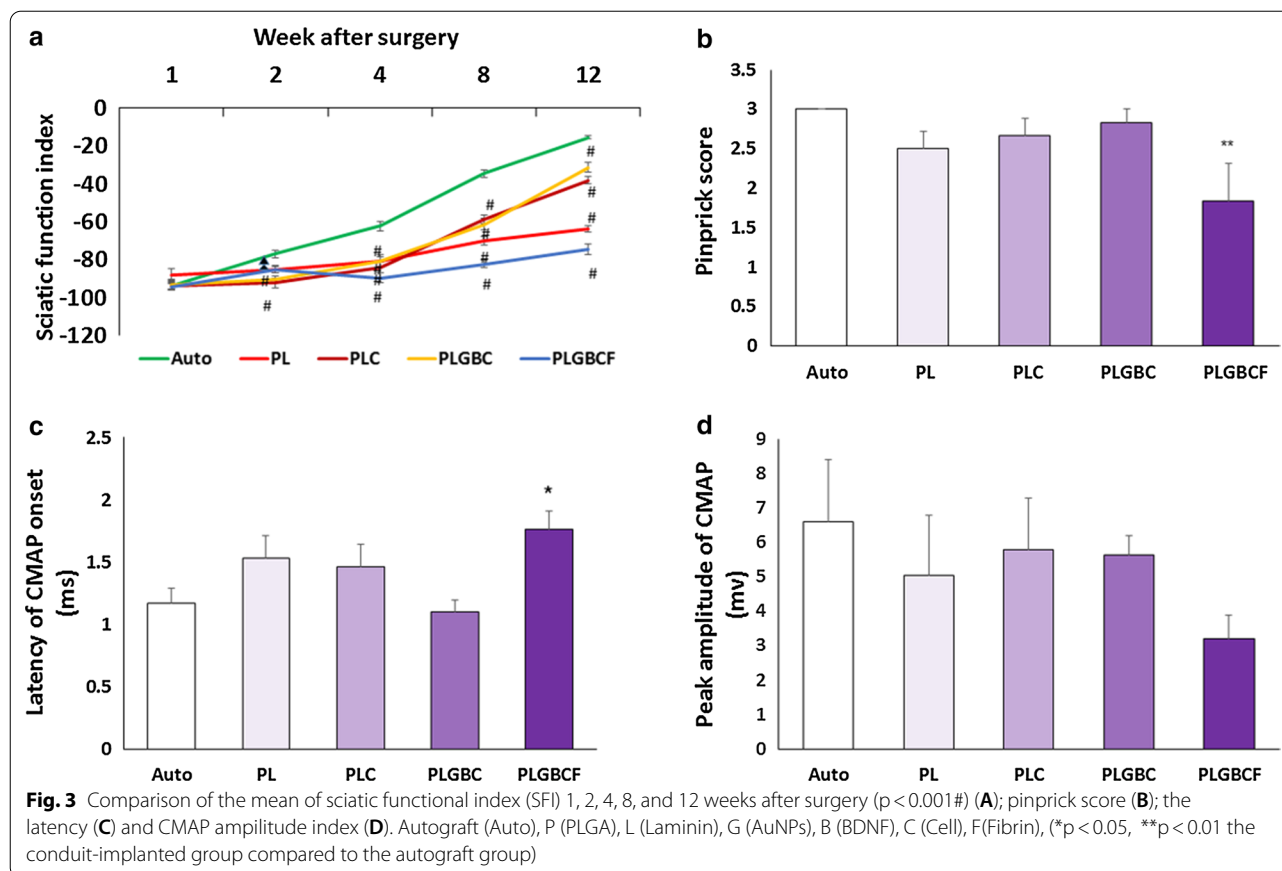 a
Week after surgery
1 2 4 8 12
0
-20
-40
-60
-80
-100
-120
Sciatic function index
# # # # # # # # # # # # # #
Auto PL PLC PLGBC PLGBCF
b
3.5
3
2.5
2
1.5
1
0.5
0
Pinprick score
**
Auto PL PLC PLGBC PLGBCF
c
2.5
2
1.5
1
0.5
0
Latency of CMAP onset
(ms)
*
Auto PL PLC PLGBC PLGBCF
d
9
8
7
6
5
4
3
2
1
0
Peak amplitude of CMAP
(mv)
Auto PL PLC PLGBC PLGBCF
Fig. 3 Comparison of the mean of sciatic functional index (SFI) 1, 2, 4, 8, and 12 weeks after surgery (p < 0.001#) (A); pinprick score (B); the
latency (C) and CMAP amplitude index (D). Autograft (Auto), P (PLGA), L (Laminin), G (AuNPs), B (BDNF), C (Cell), F(Fibrin), (*p < 0.05, **p < 0.01 the
conduit-implanted group compared to the autograft group)